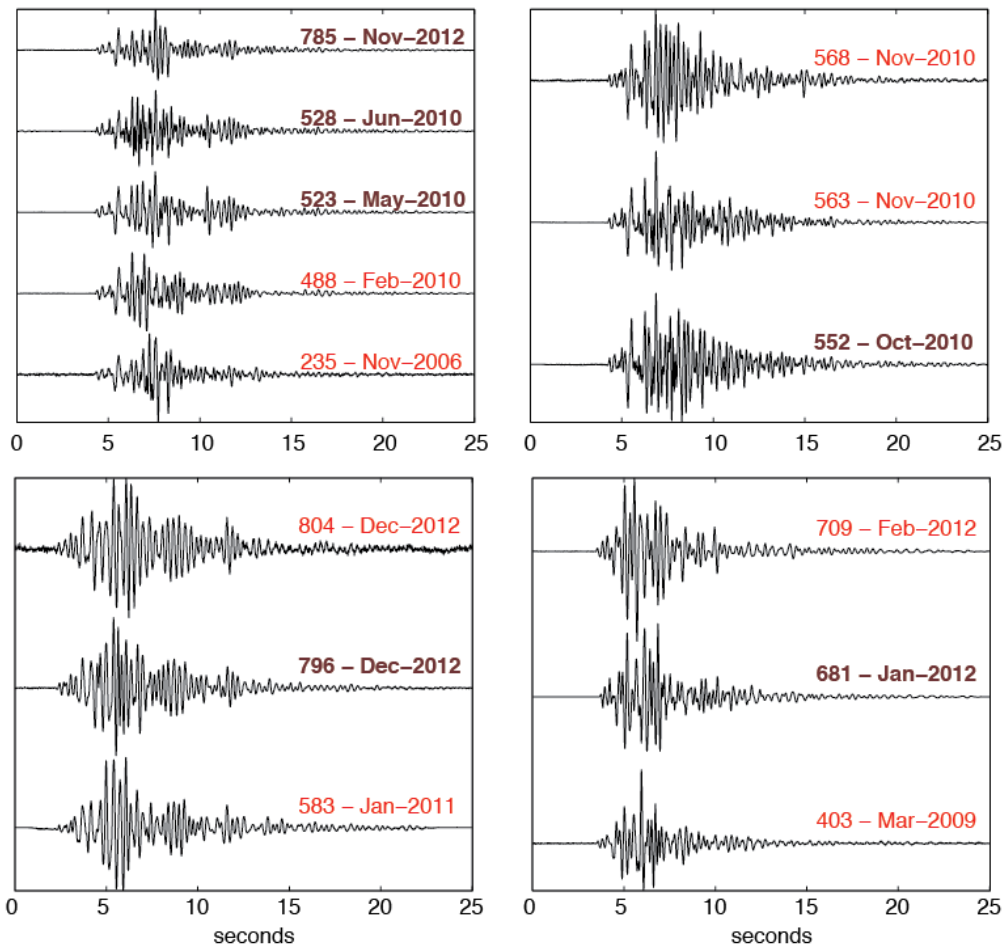 785 – Nov–2012
528 – Jun–2010
523 – May–2010
488 – Feb–2010
235 – Nov–2006
0 5 10 15 20 25
568 – Nov–2010
563 – Nov–2010
552 – Oct–2010
0 5 10 15 20 25
804 – Dec–2012
796 – Dec–2012
583 – Jan–2011
0 5 10 15 20 25
seconds
709 – Feb–2012
681 – Jan–2012
403 – Mar–2009
0 5 10 15 20 25
seconds